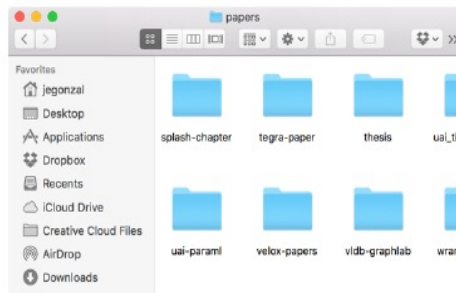 papers
Favorites
jegonzal
Desktop
Applications
Dropbox
Recents
iCloud Drive
Creative Cloud Files
AirDrop
Downloads
splash-chapter tegra-paper thesis
uai-paraml velox-papers vldb-graphlab